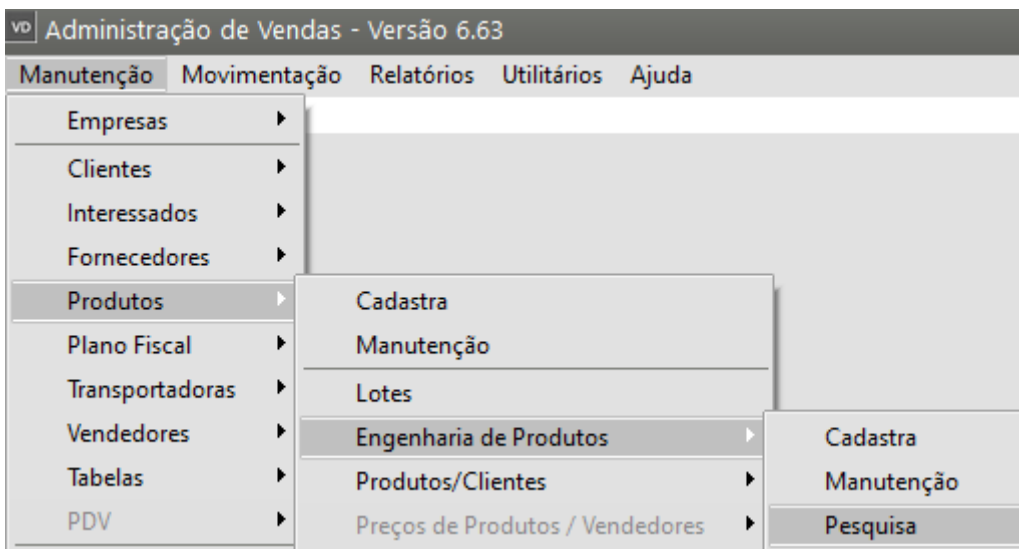 VD Administração de Vendas - Versão 6.63
Manutenção Movimentação Relatórios Utilitários Ajuda
Empresas
Clientes
Interessados
Fornecedores
Produtos
Plano Fiscal
Transportadoras
Vendedores
Tabelas
PDV
Cadastra
Manutenção
Lotes
Engenharia de Produtos
Produtos/Clientes
Preços de Produtos / Vendedores
Cadastra
Manutenção
Pesquisa